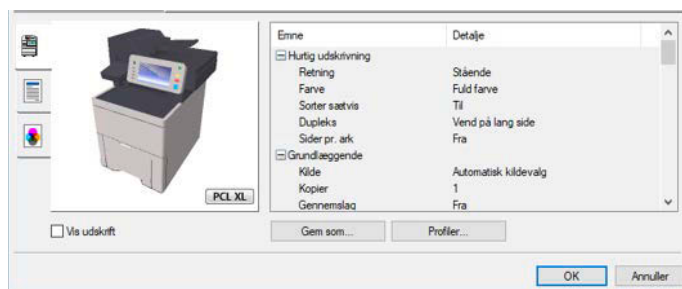 Emne Detalje
Hurtig udskrivning
Retning Stående
Farve Fuld farve
Sorter sætvis Til
Dupleks Vend på lang side
Sider pr. ark Fra
Grundlæggende
Kilde Automatisk kildevalg
Kopier 1
Gennemslag Fra
PCL XL
Vis udskrift Gem som... Profiler...
OK Annuller